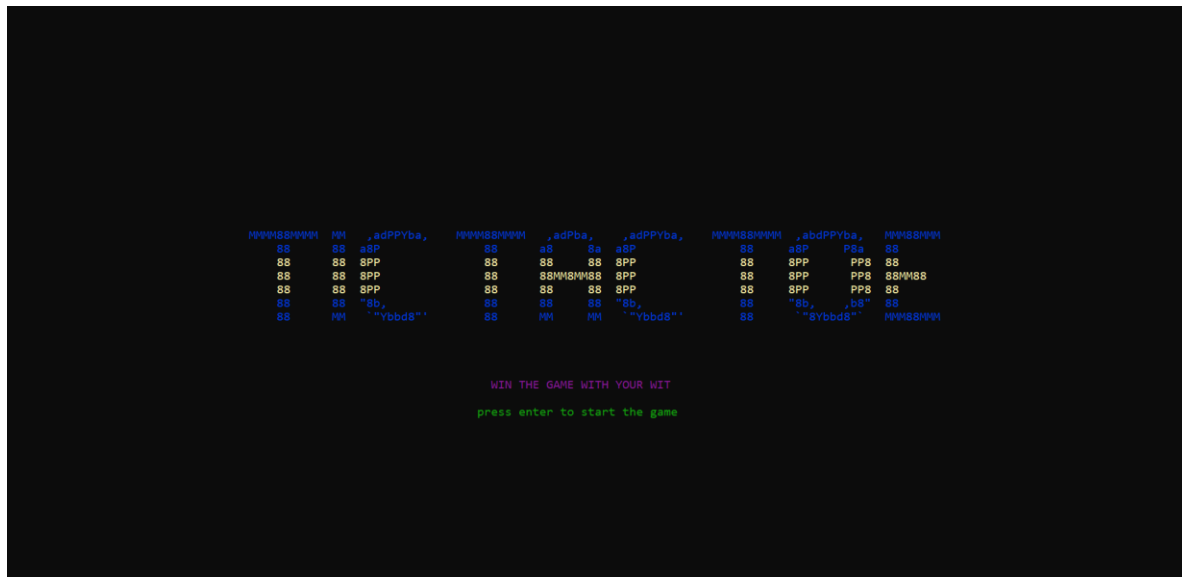 TIC TAC TOE
WIN THE GAME WITH YOUR WIT
press enter to start the game